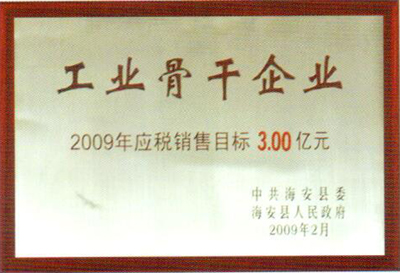 工业骨干企业
2009年应税销售目标 3.00 亿元
中共海安县委
海安县人民政府
2009年2月